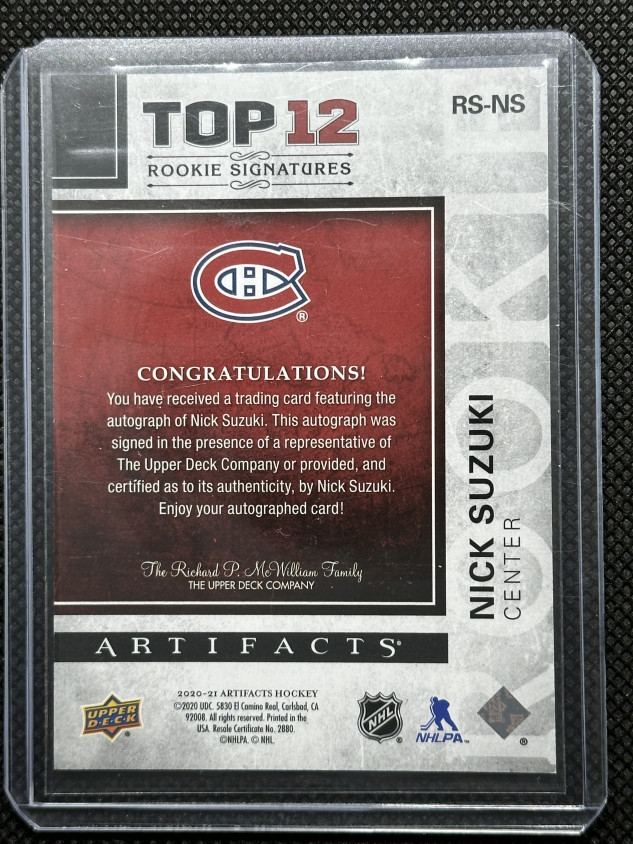 TOP 12
RS-NS
ROOKIE SIGNATURES
®
CONGRATULATIONS!
You have received a trading card featuring the
autograph of Nick Suzuki. This autograph was
signed in the presence of a representative of
The Upper Deck Company or provided, and
certified as to its authenticity, by Nick Suzuki.
Enjoy your autographed card!
The Richard P. McWilliam Family
THE UPPER DECK COMPANY
NICK SUZUKI
CENTER
ROOKIE
ARTIFACTS®
2020-21 ARTIFACTS HOCKEY
©2020 UDC. 5830 El Camino Real, Carlsbad, CA
92008. All rights reserved. Printed in the
USA. Resale Certificate No. 2880.
©NHLPA. © NHL.
UPPER
DECK
NHL ®
NHLPA™
®